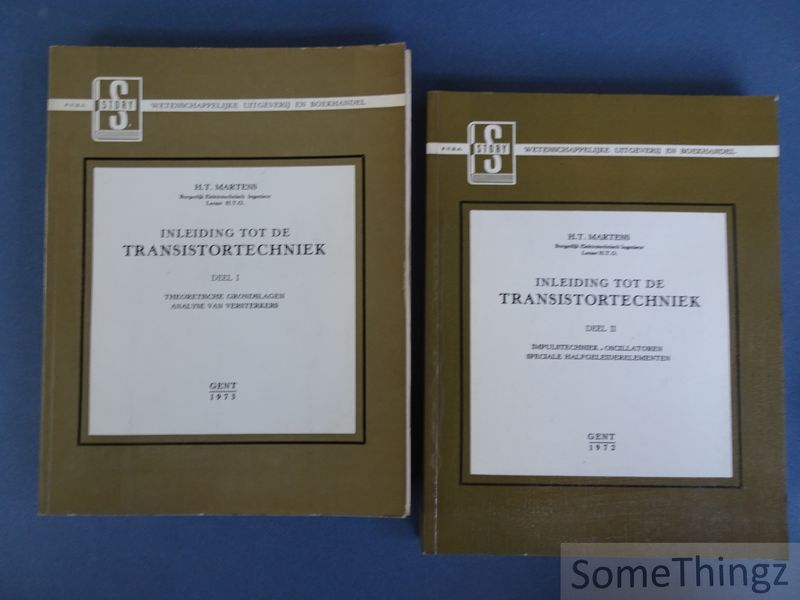 P.V.B.A.
S
STORY
WETENSCHAPPELIJKE UITGEVERIJ EN BOEKHANDEL
H.T. MARTENS
Burgerlijk Elektrotechnisch Ingenieur
Leraar H.T.O.
INLEIDING TOT DE
TRANSISTORTECHNIEK
DEEL I
THEORETISCHE GRONDSLAGEN
ANALYSE VAN VERSTERKERS
GENT
1973
P.V.B.A.
S
STORY
WETENSCHAPPELIJKE UITGEVERIJ EN BOEKHANDEL
H.T. MARTENS
Burgerlijk Elektrotechnisch Ingenieur
Leraar H.T.O.
INLEIDING TOT DE
TRANSISTORTECHNIEK
DEEL II
IMPULSTECHNIEK - OSCILLATOREN
SPECIALE HALFGELEIDERELEMENTEN
GENT
1972
SomeThingz